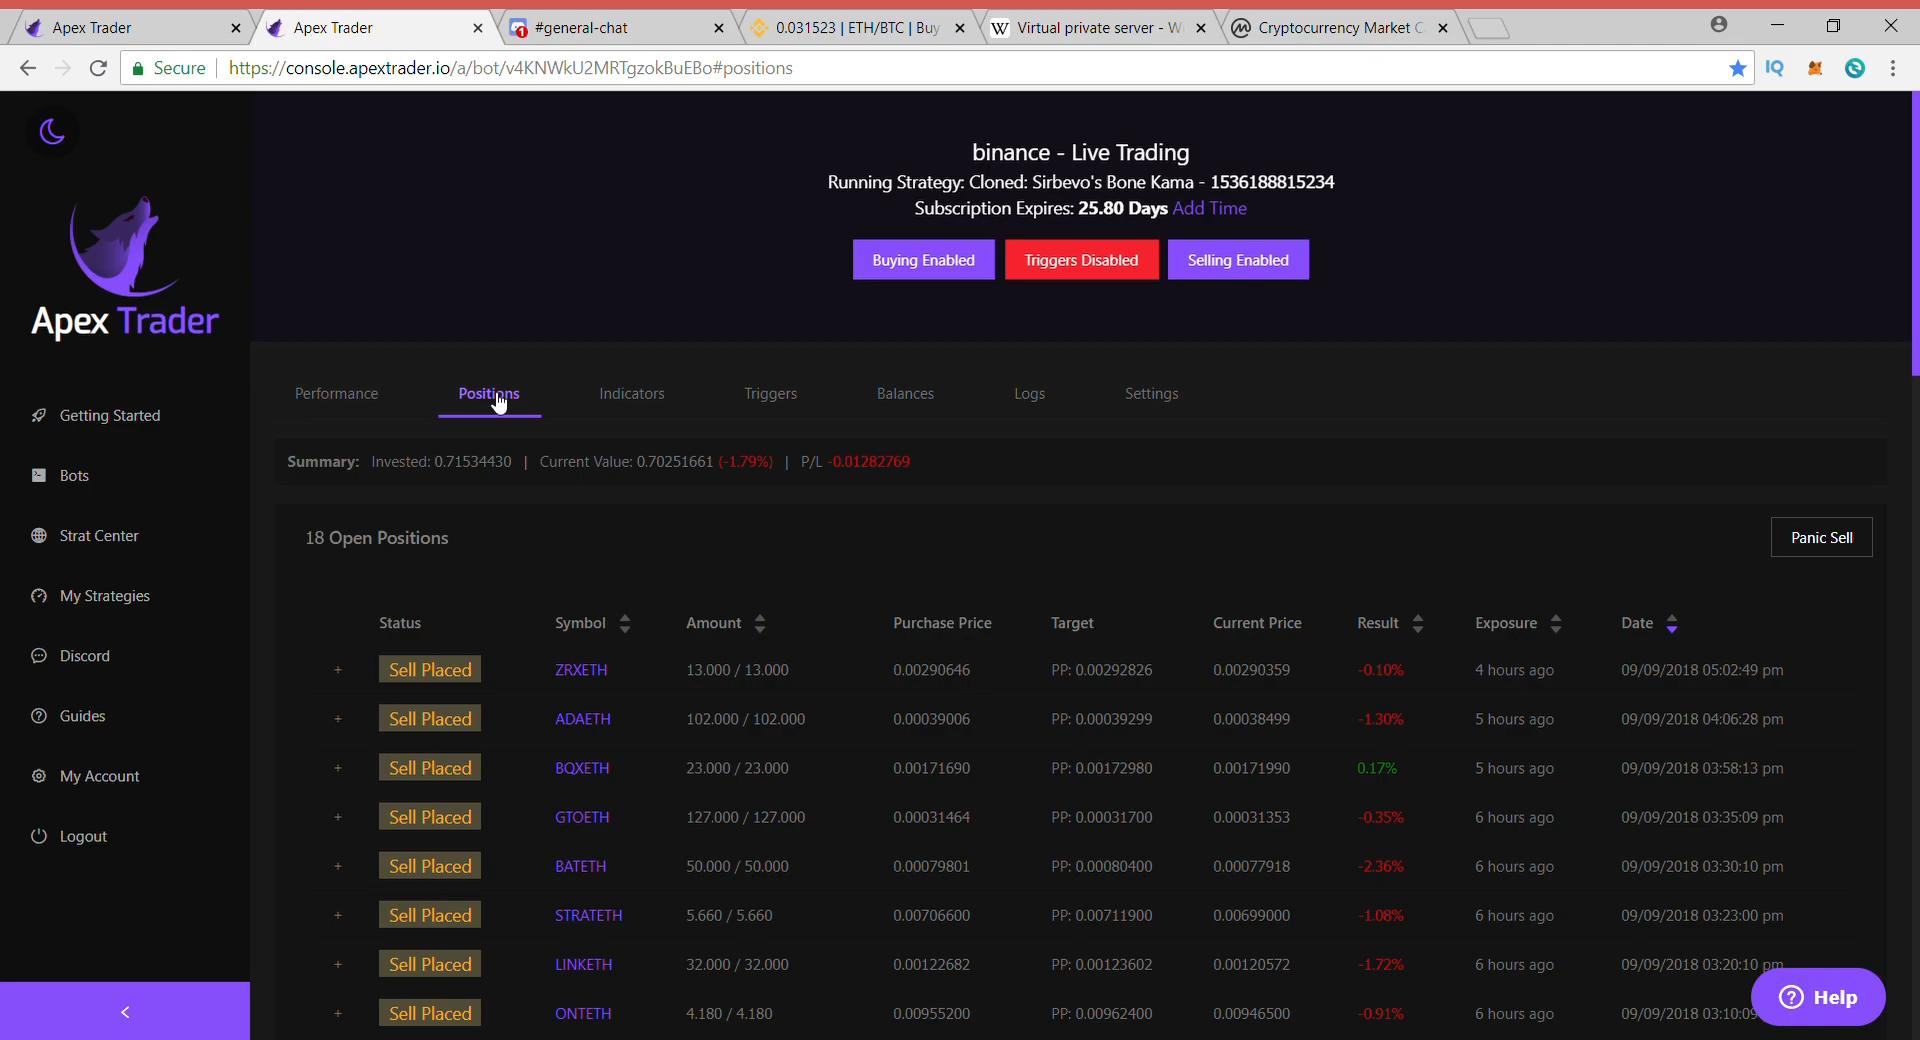 Apex Trader
Apex Trader
#general-chat
0.031523 | ETH/BTC | Buy
Virtual private server - W
Cryptocurrency Market C
1
Secure
https://console.apextrader.io/a/bot/v4KNWkU2MRTgzokBuEBo#positions
IQ
binance - Live Trading
Running Strategy: Cloned: Sirbevo's Bone Kama - 1536188815234
Subscription Expires: 25.80 Days Add Time
Buying Enabled
Triggers Disabled
Selling Enabled
Apex Trader
Getting Started
Bots
Strat Center
My Strategies
Discord
Guides
My Account
Logout
<
Performance
Positions
Indicators
Triggers
Balances
Logs
Settings
Summary: Invested: 0.71534430 | Current Value: 0.70251661 (-1.79%) | P/L -0.01282769
18 Open Positions
Panic Sell
Status Symbol Amount Purchase Price Target Current Price Result Exposure Date
+ Sell Placed ZRXETH 13.000 / 13.000 0.00290646 PP: 0.00292826 0.00290359 -0.10% 4 hours ago 09/09/2018 05:02:49 pm
+ Sell Placed ADAETH 102.000 / 102.000 0.00039006 PP: 0.00039299 0.00038499 -1.30% 5 hours ago 09/09/2018 04:06:28 pm
+ Sell Placed BQXETH 23.000 / 23.000 0.00171690 PP: 0.00172980 0.00171990 0.17% 5 hours ago 09/09/2018 03:58:13 pm
+ Sell Placed GTOETH 127.000 / 127.000 0.00031464 PP: 0.00031700 0.00031353 -0.35% 6 hours ago 09/09/2018 03:35:09 pm
+ Sell Placed BATETH 50.000 / 50.000 0.00079801 PP: 0.00080400 0.00077918 -2.36% 6 hours ago 09/09/2018 03:30:10 pm
+ Sell Placed STRATETH 5.660 / 5.660 0.00706600 PP: 0.00711900 0.00699000 -1.08% 6 hours ago 09/09/2018 03:23:00 pm
+ Sell Placed LINKETH 32.000 / 32.000 0.00122682 PP: 0.00123602 0.00120572 -1.72% 6 hours ago 09/09/2018 03:20:10 pm
+ Sell Placed ONTETH 4.180 / 4.180 0.00955200 PP: 0.00962400 0.00946500 -0.91% 6 hours ago 09/09/2018 03:10:09
Help